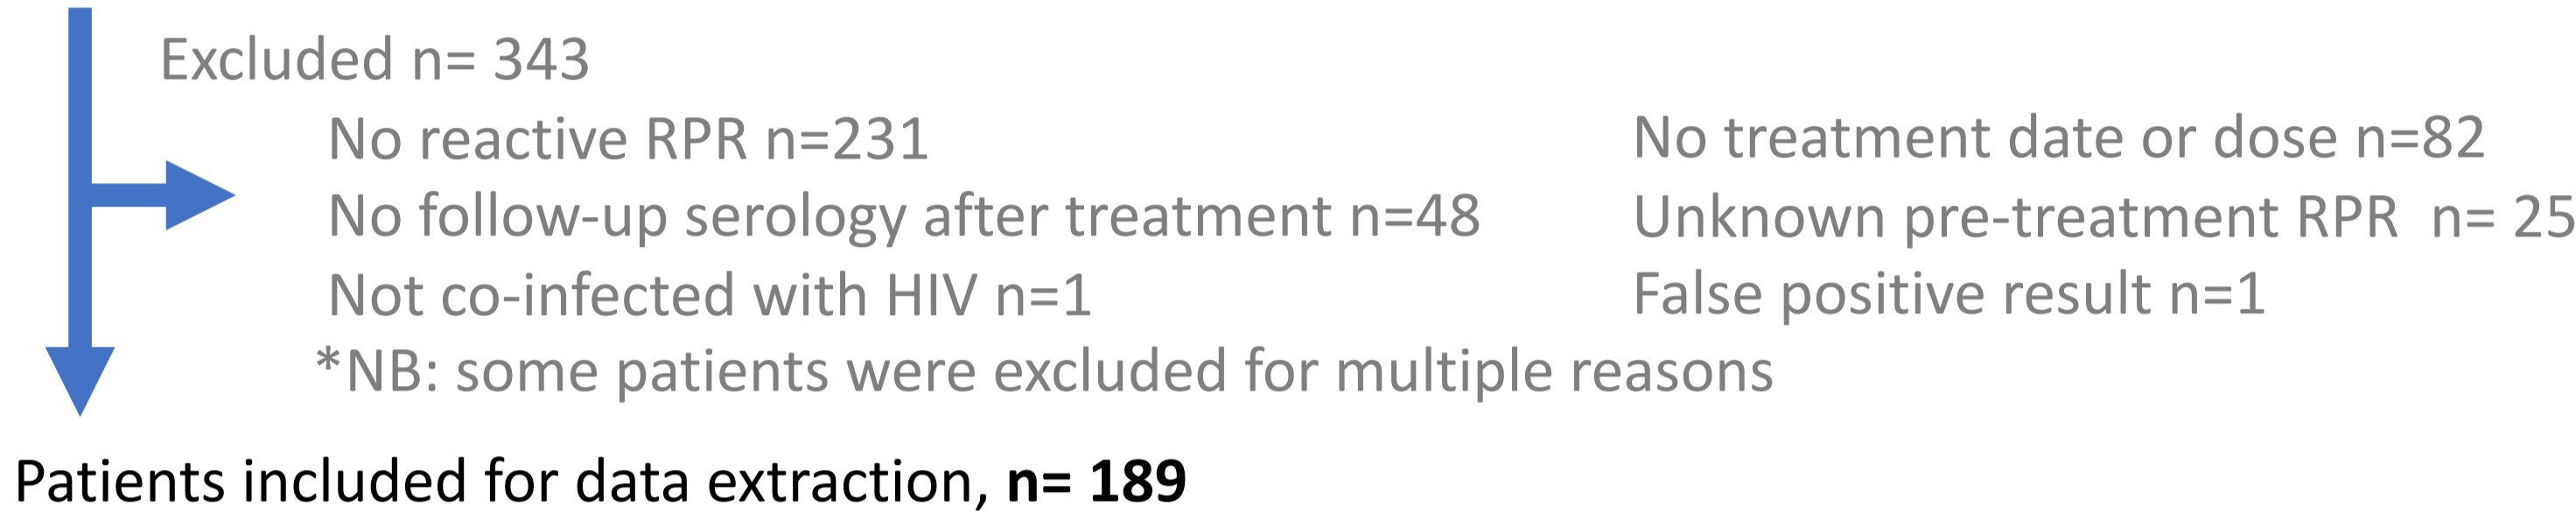 Excluded n= 343
No reactive RPR n=231
No treatment date or dose n=82
No follow-up serology after treatment n=48
Unknown pre-treatment RPR n= 25
Not co-infected with HIV n=1
False positive result n=1
*NB: some patients were excluded for multiple reasons
Patients included for data extraction, n= 189